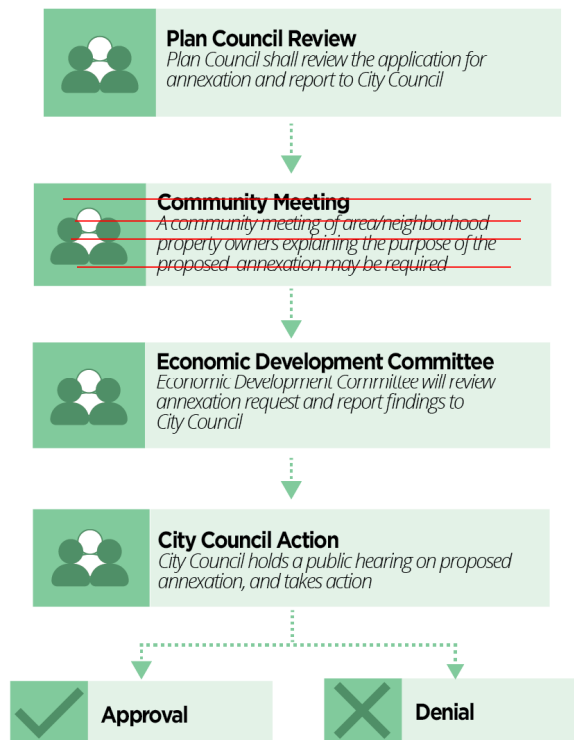 Plan Council Review
Plan Council shall review the application for
annexation and report to City Council
Community Meeting
A community meeting of area/neighborhood
property owners explaining the purpose of the
proposed annexation may be required
Economic Development Committee
Economic Development Committee will review
annexation request and report findings to
City Council
City Council Action
City Council holds a public hearing on proposed
annexation, and takes action
Approval
Denial